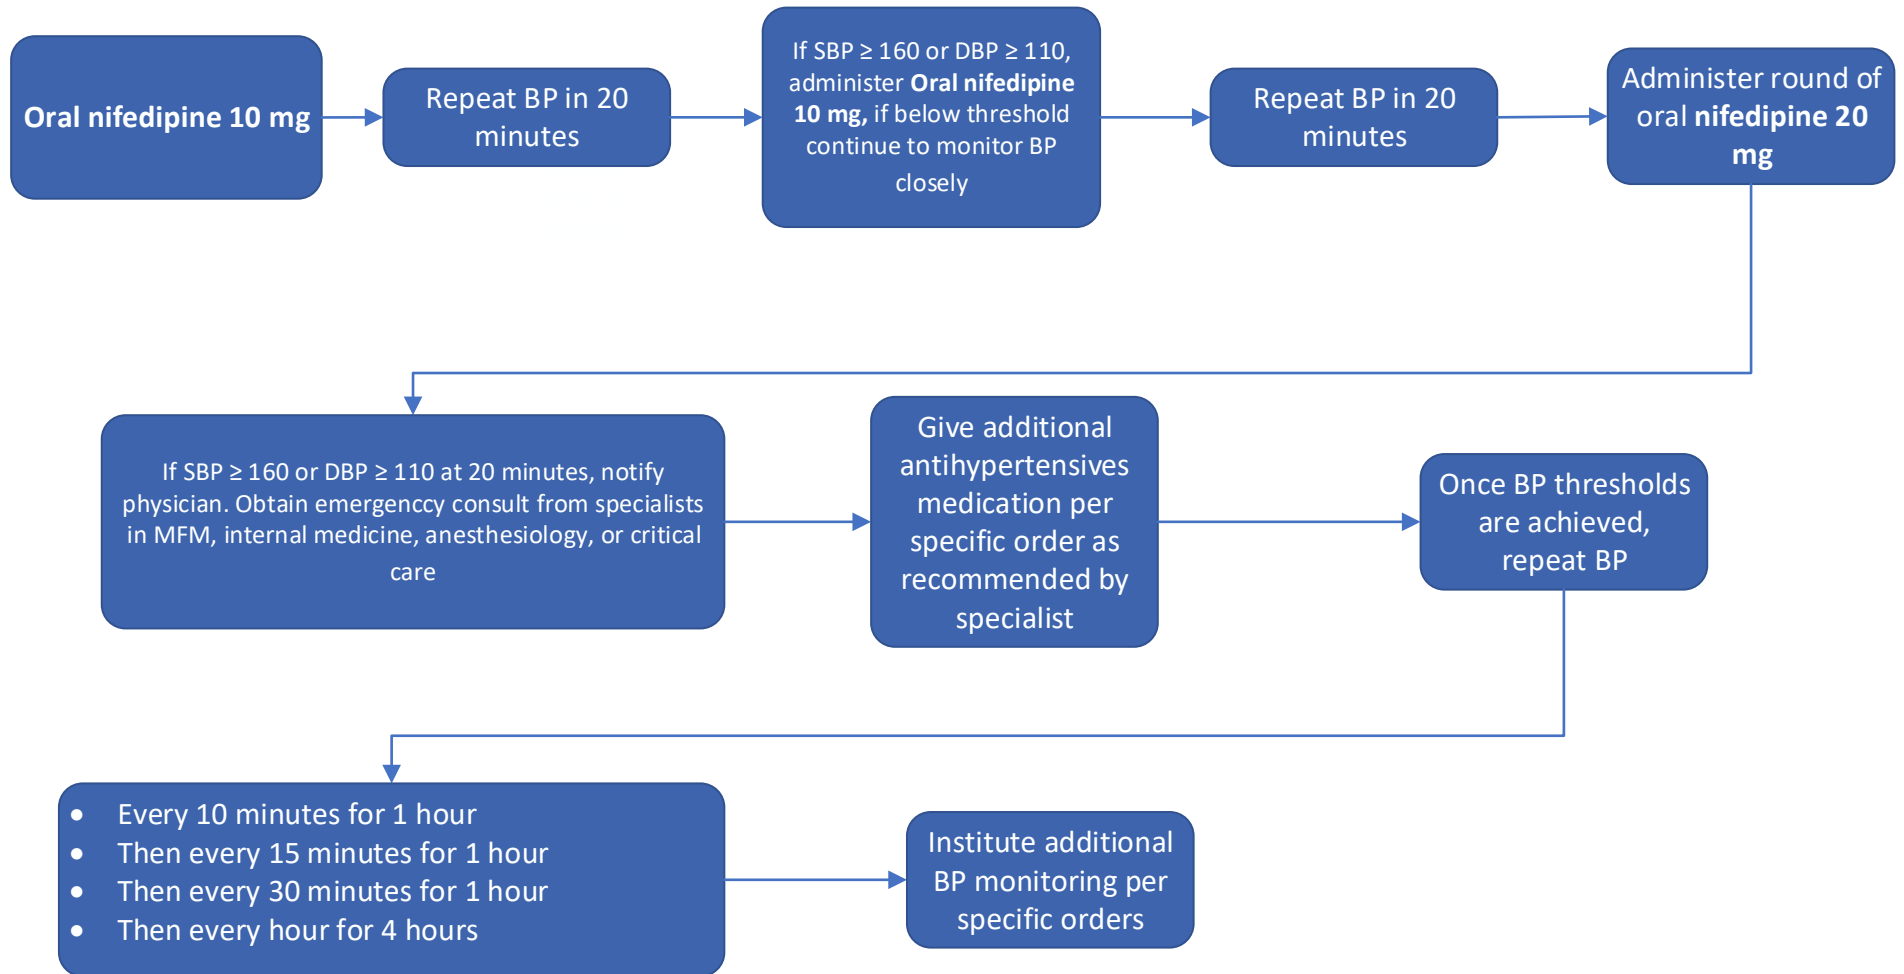 Oral nifedipine 10 mg
Repeat BP in 20
minutes
If SBP ≥ 160 or DBP ≥ 110,
administer Oral nifedipine
10 mg, if below threshold
continue to monitor BP
closely
Repeat BP in 20
minutes
Administer round of
oral nifedipine 20
mg
If SBP ≥ 160 or DBP ≥ 110 at 20 minutes, notify
physician. Obtain emergenccy consult from specialists
in MFM, internal medicine, anesthesiology, or critical
care
Give additional
antihypertensives
medication per
specific order as
recommended by
specialist
Once BP thresholds
are achieved,
repeat BP
• Every 10 minutes for 1 hour
• Then every 15 minutes for 1 hour
• Then every 30 minutes for 1 hour
• Then every hour for 4 hours
Institute additional
BP monitoring per
specific orders